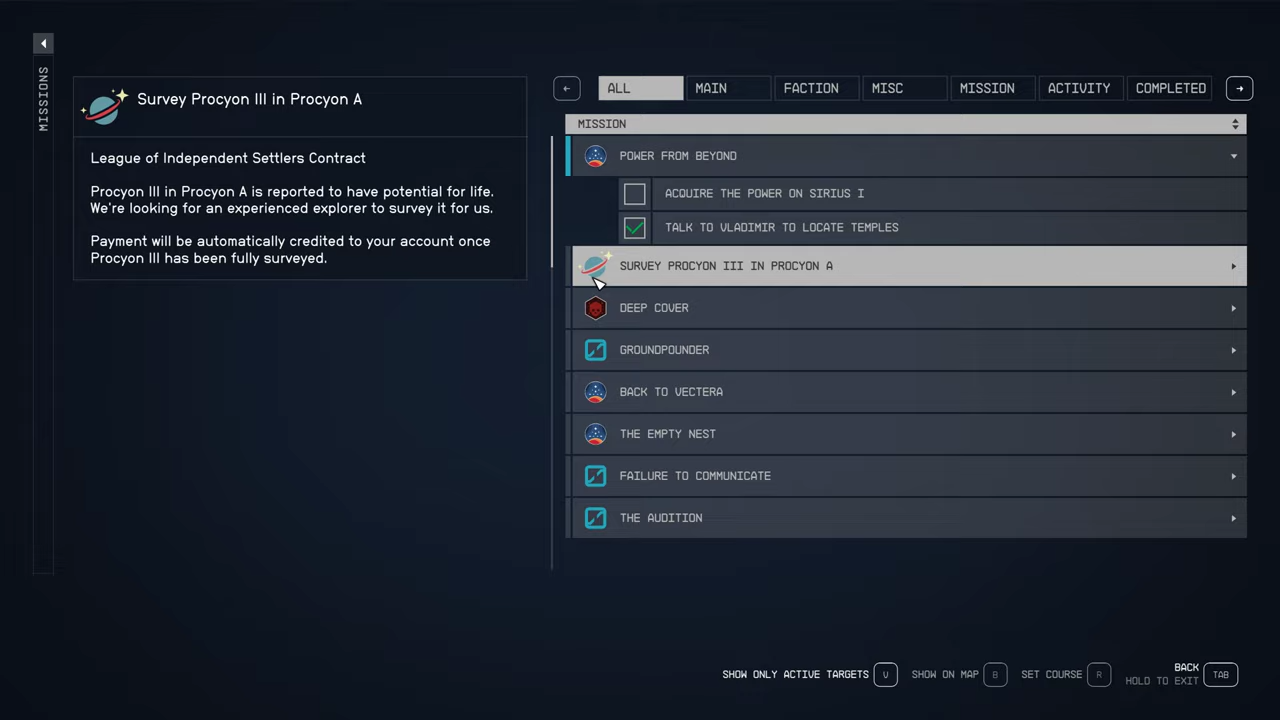 MISSIONS
Survey Procyon III in Procyon A
League of Independent Settlers Contract
Procyon III in Procyon A is reported to have potential for life.
We're looking for an experienced explorer to survey it for us.
Payment will be automatically credited to your account once
Procyon III has been fully surveyed.
ALL MAIN FACTION MISC MISSION ACTIVITY COMPLETED
MISSION
POWER FROM BEYOND
ACQUIRE THE POWER ON SIRIUS I
TALK TO VLADIMIR TO LOCATE TEMPLES
SURVEY PROCYON III IN PROCYON A
DEEP COVER
GROUNDPOUNDER
BACK TO VECTERA
THE EMPTY NEST
FAILURE TO COMMUNICATE
THE AUDITION
SHOW ONLY ACTIVE TARGETS V SHOW ON MAP B SET COURSE R BACK TAB
HOLD TO EXIT